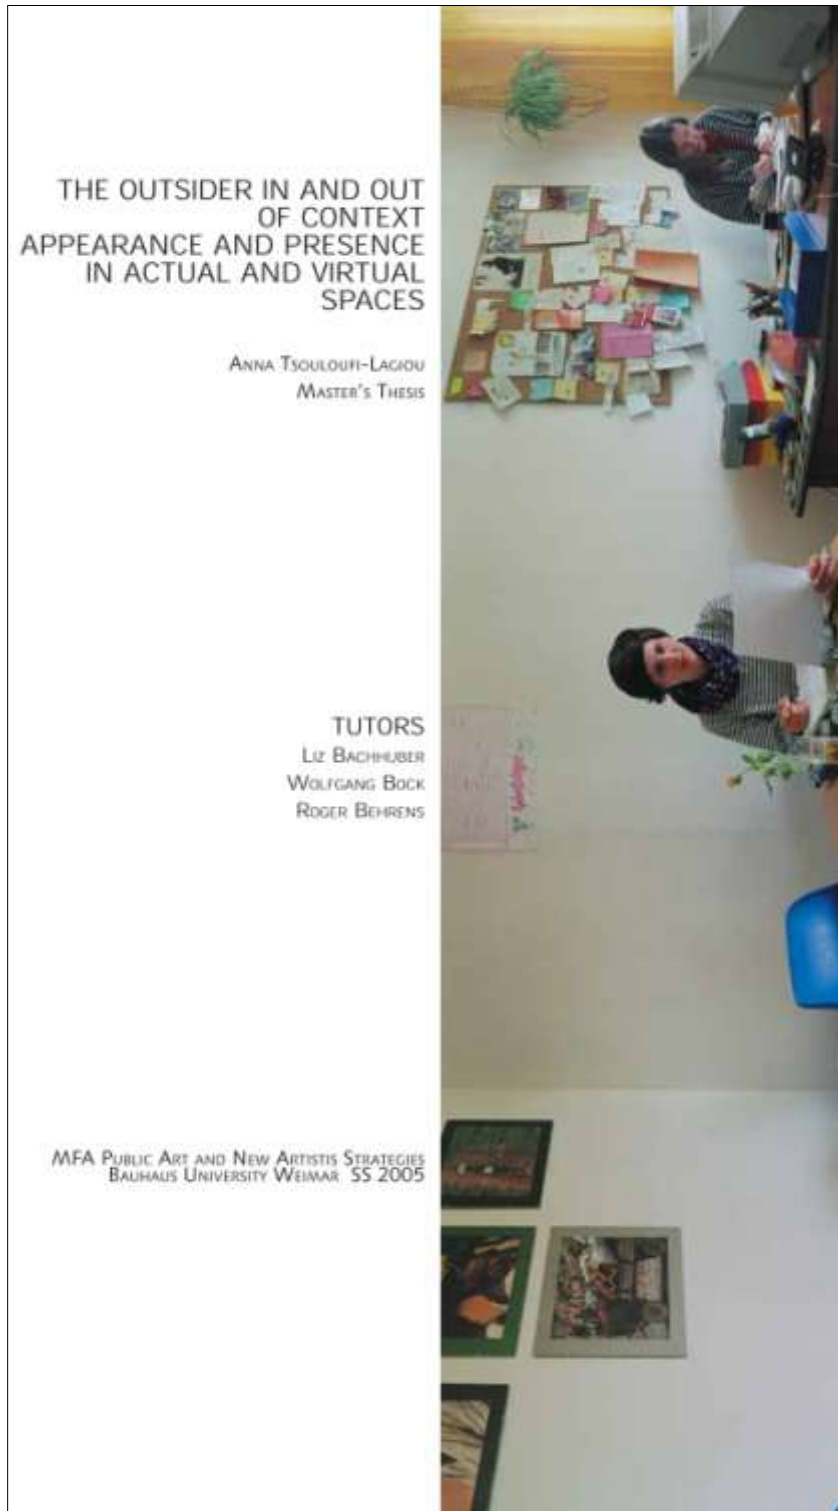 THE OUTSIDER IN AND OUT
OF CONTEXT
APPEARANCE AND PRESENCE
IN ACTUAL AND VIRTUAL
SPACES
ANNA TSOULOUFI-LAGIOU
MASTER'S THESIS
TUTORS
LIZ BACHHUBER
WOLFGANG BOCK
ROGER BEHRENS
MFA PUBLIC ART AND NEW ARTISTIS STRATEGIES
BAUHAUS UNIVERSITY WEIMAR SS 2005